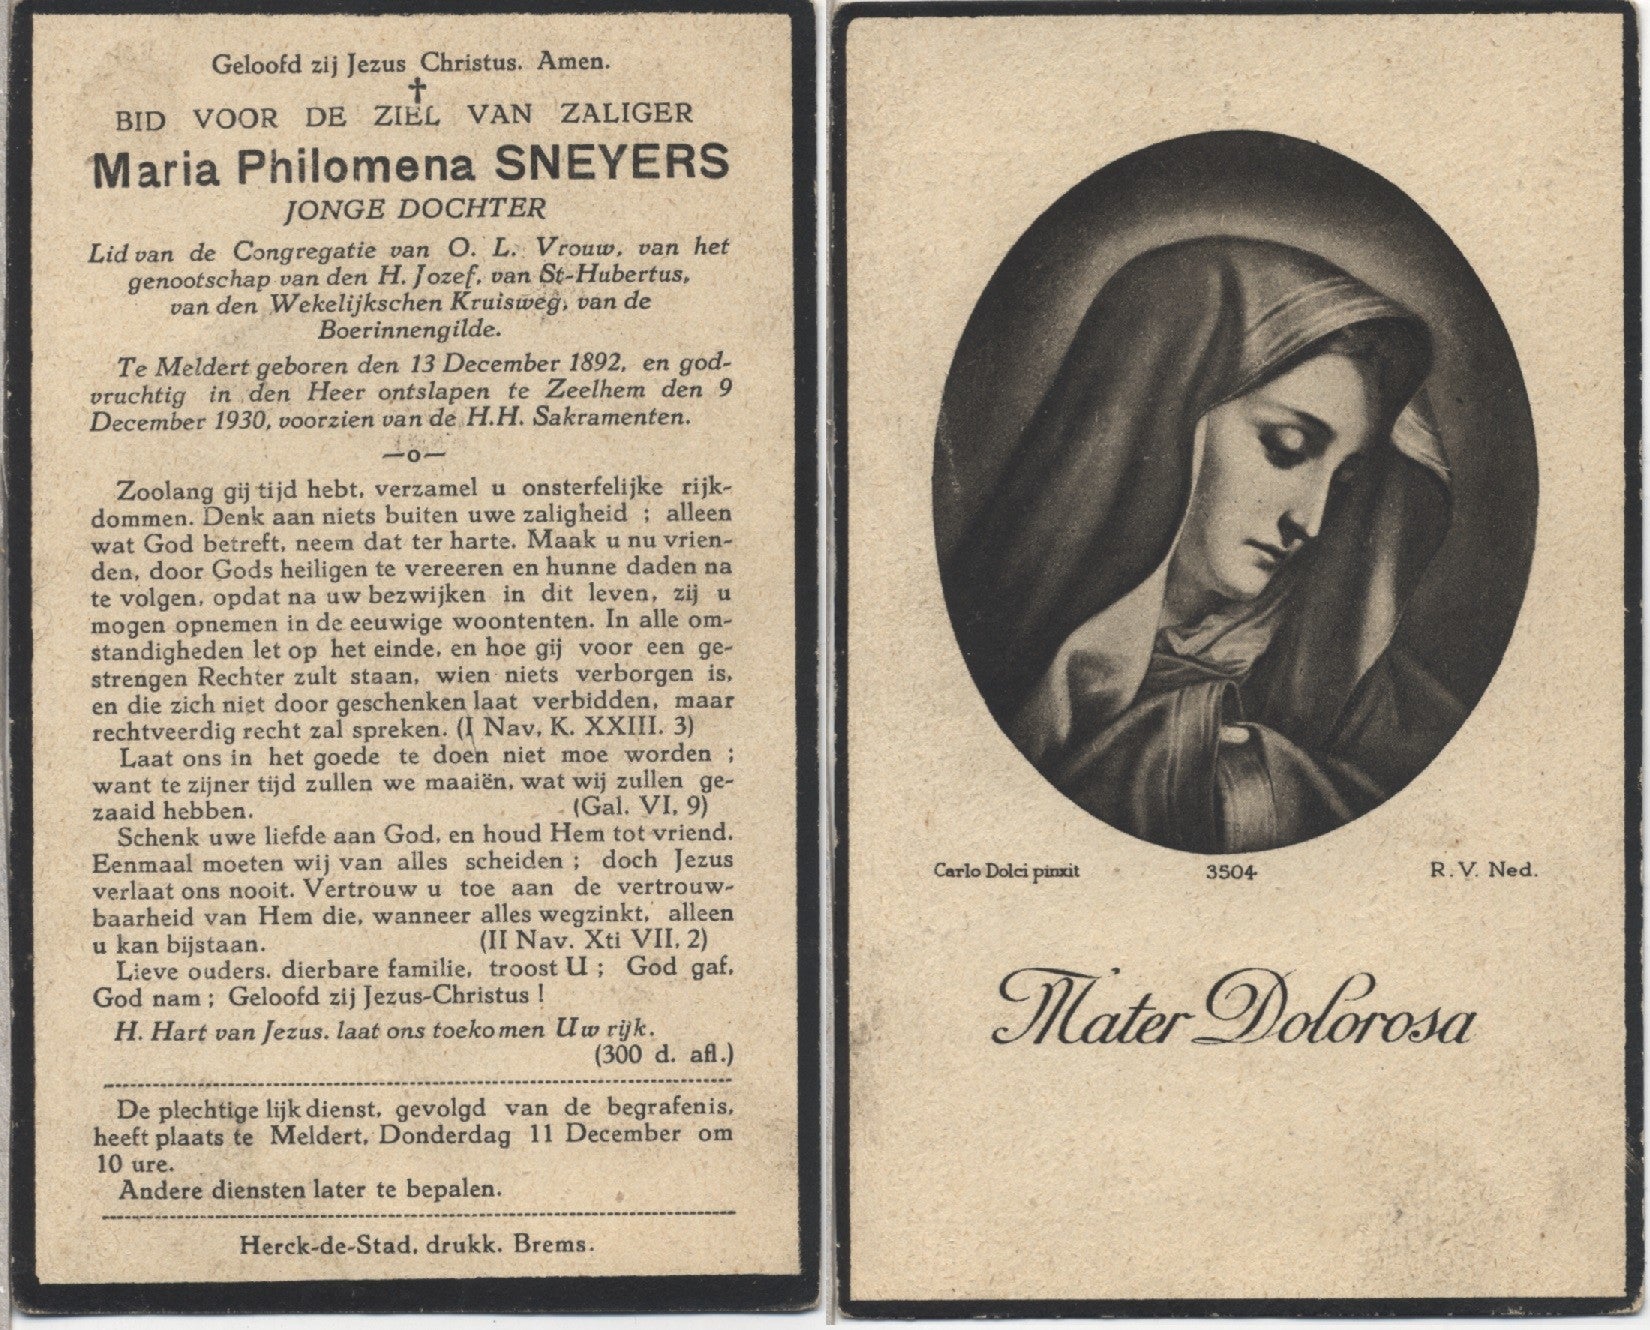 Geloofd zij Jezus Christus. Amen.
BID VOOR DE ZIEL VAN ZALIGER
Maria Philomena SNEYERS
JONGE DOCHTER
Lid van de Congregatie van O. L. Vrouw, van het
genootschap van den H. Jozef, van St-Hubertus,
van den Wekelijkschen Kruisweg, van de
Boerinnengilde.
Te Meldert geboren den 13 December 1892, en god-
vruchtig in den Heer ontslapen te Zeelhem den 9
December 1930, voorzien van de H.H. Sakramenten.
—o—
Zoolang gij tijd hebt, verzamel u onsterfelijke rijk-
dommen. Denk aan niets buiten uwe zaligheid ; alleen
wat God betreft, neem dat ter harte. Maak u nu vrien-
den, door Gods heiligen te vereeren en hunne daden na
te volgen, opdat na uw bezwijken in dit leven, zij u
mogen opnemen in de eeuwige woontenten. In alle om-
standigheden let op het einde, en hoe gij voor een ge-
strengen Rechter zult staan, wien niets verborgen is,
en die zich niet door geschenken laat verbidden, maar
rechtveerdig recht zal spreken. (I Nav. K. XXIII. 3)
Laat ons in het goede te doen niet moe worden ;
want te zijner tijd zullen we maaiën, wat wij zullen ge-
zaaid hebben. (Gal. VI, 9)
Schenk uwe liefde aan God, en houd Hem tot vriend.
Eenmaal moeten wij van alles scheiden ; doch Jezus
verlaat ons nooit. Vertrouw u toe aan de vertrouw-
baarheid van Hem die, wanneer alles wegzinkt, alleen
u kan bijstaan. (II Nav. Xti VII, 2)
Lieve ouders, dierbare familie, troost U ; God gaf,
God nam ; Geloofd zij Jezus-Christus !
H. Hart van Jezus, laat ons toekomen Uw rijk.
(300 d. afl.)
De plechtige lijkdienst, gevolgd van de begrafenis,
heeft plaats te Meldert, Donderdag 11 December om
10 ure.
Andere diensten later te bepalen.
Herck-de-Stad, drukk. Brems.
Carlo Dolci pinxit 3504 R. V. Ned.
Mater Dolorosa